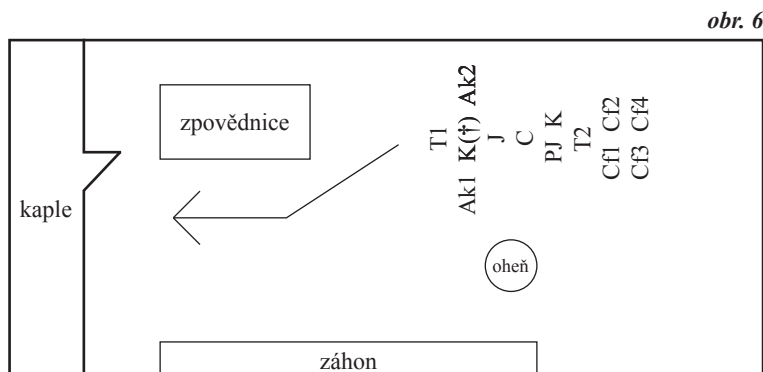 obr. 6
zpovědnice
kaple
T1
Ak1 K(†) Ak2
J
C
PJ K
T2
Cf1 Cf2
Cf3 Cf4
oheň
záhon